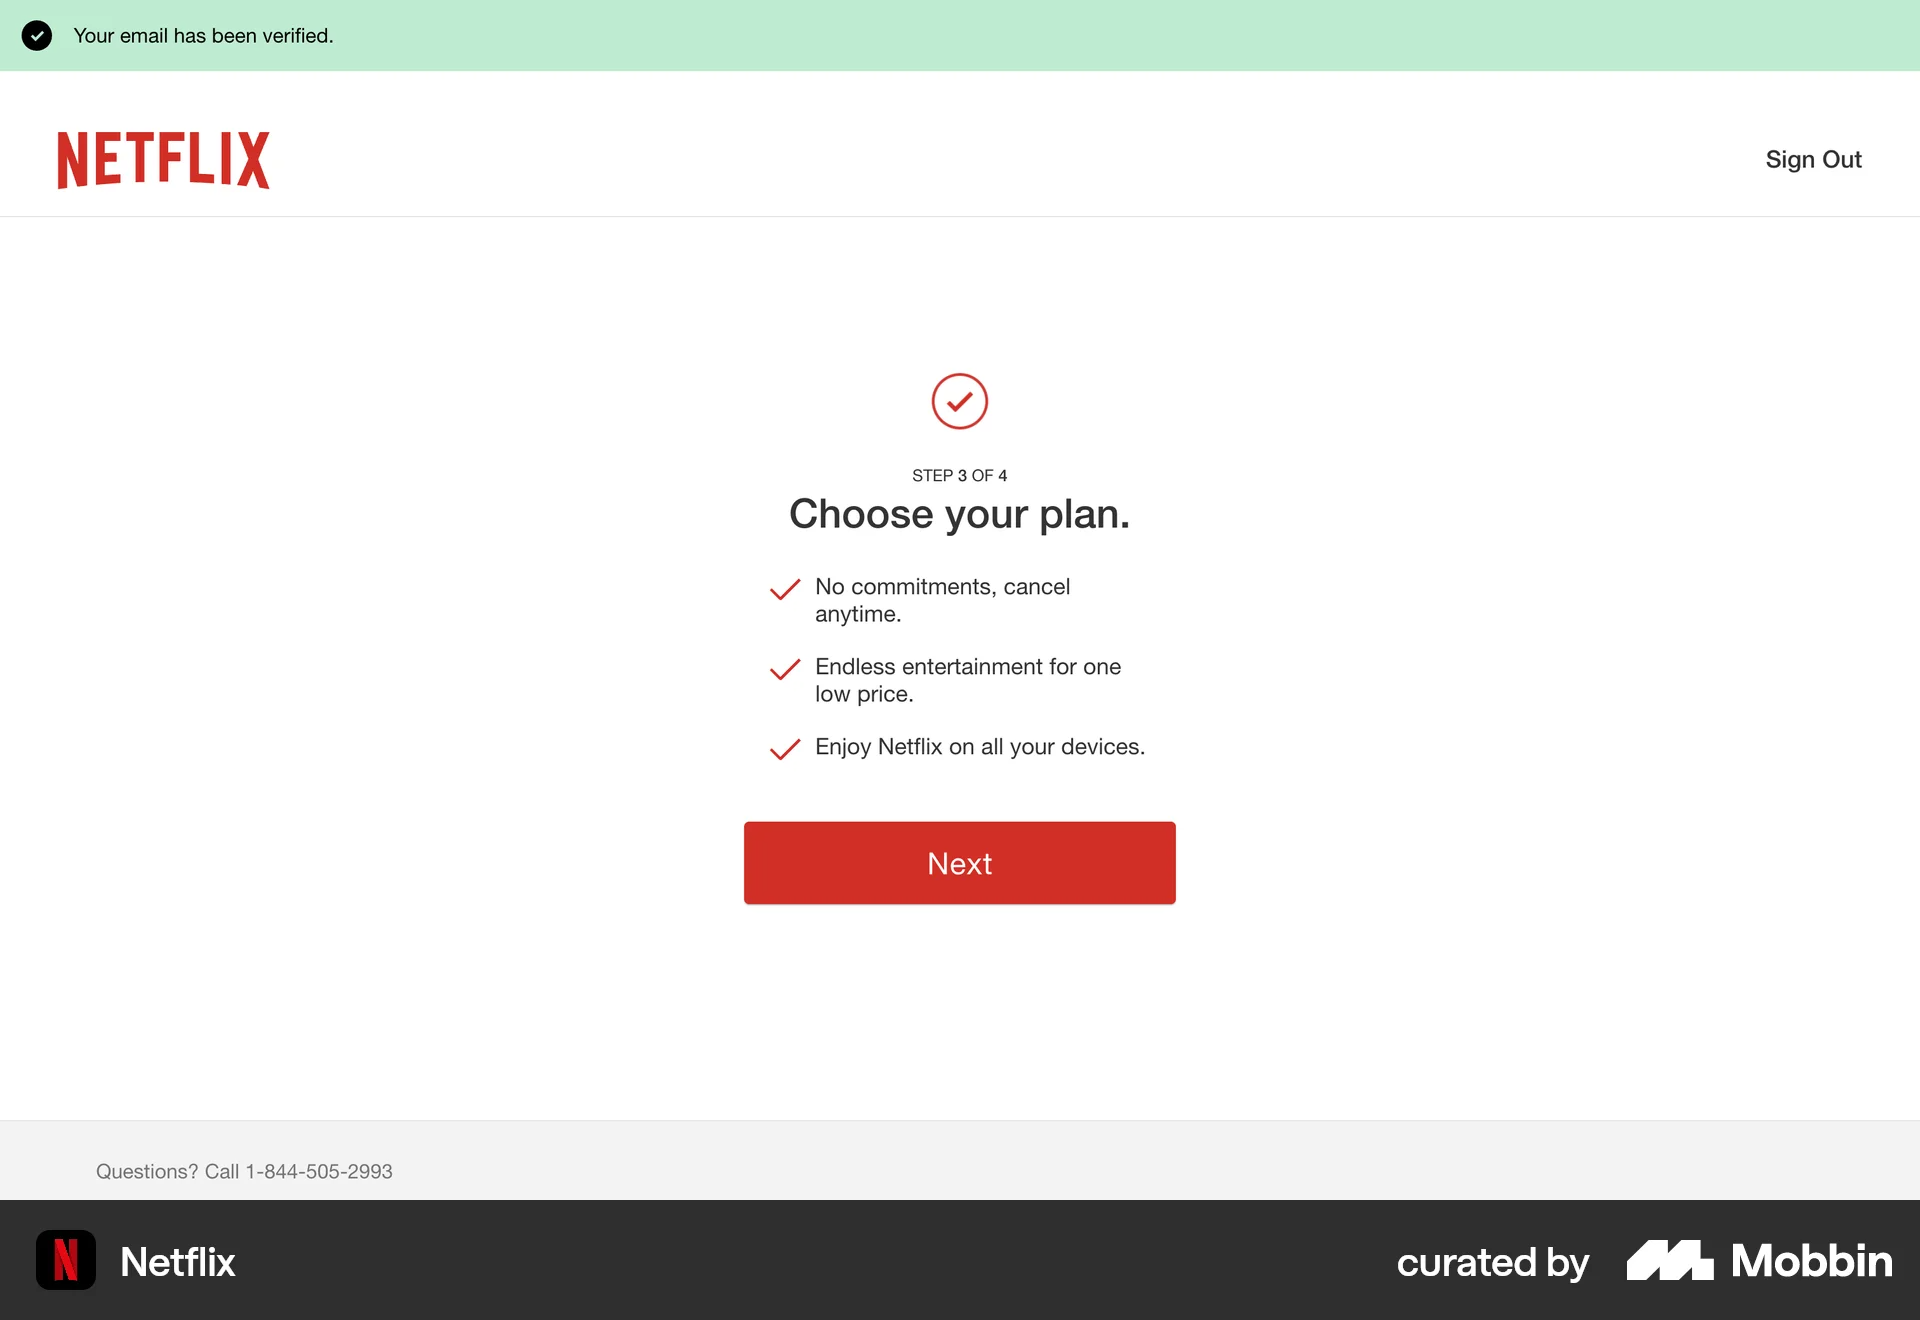 Your email has been verified.
NETFLIX
Sign Out
STEP 3 OF 4
Choose your plan.
No commitments, cancel
anytime.
Endless entertainment for one
low price.
Enjoy Netflix on all your devices.
Next
Questions? Call 1-844-505-2993
N Netflix
curated by Mobbin